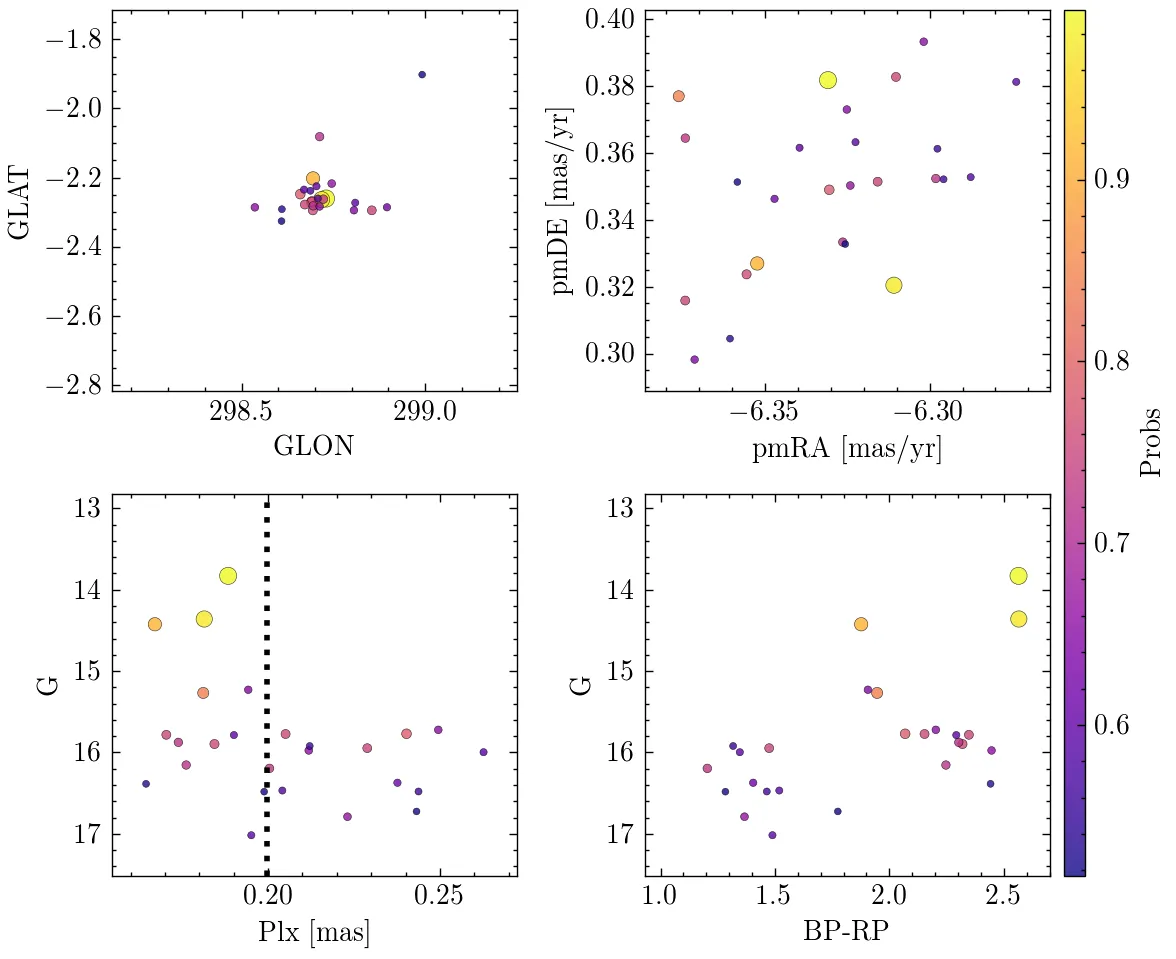 −1.8
−2.0
−2.2
−2.4
−2.6
−2.8
GLAT
298.5 299.0
GLON
0.40
0.38
0.36
0.34
0.32
0.30
pmDE [mas/yr]
−6.35 −6.30
pmRA [mas/yr]
13
14
15
16
17
G
0.20 0.25
Plx [mas]
13
14
15
16
17
G
1.0 1.5 2.0 2.5
BP-RP
0.9
0.8
0.7
0.6
Probs